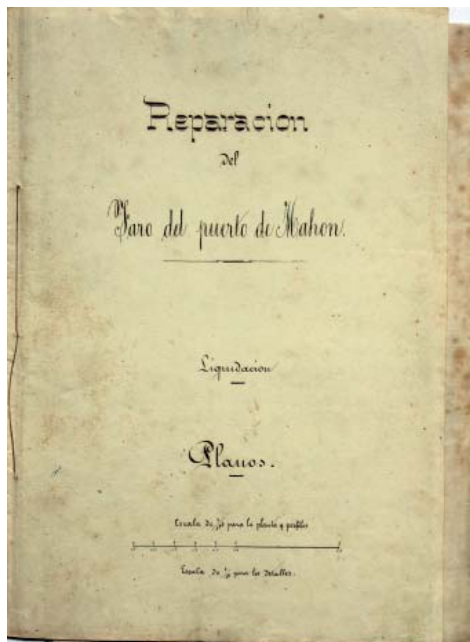 Reparacion
del
Faro del puerto de Mahon.
Liquidacion
Planos.
Escala de para la planta y perfiles
Escala de para los detalles.